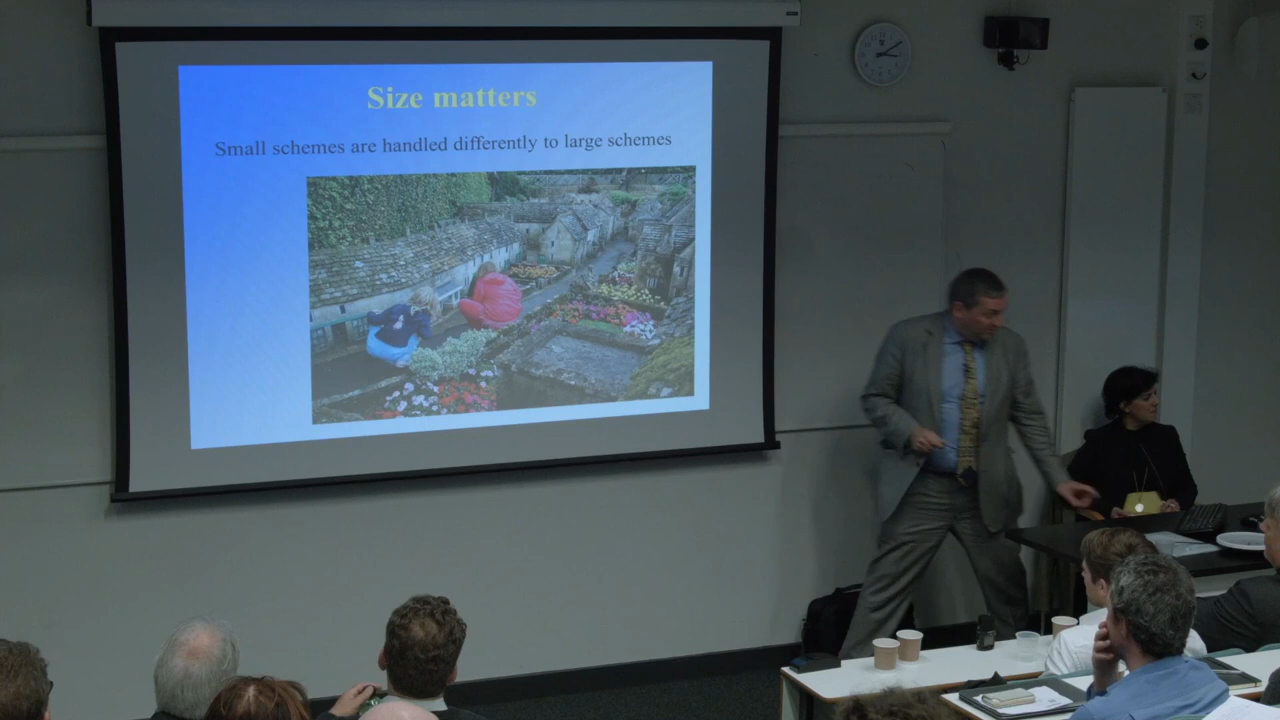 Size matters
Small schemes are handled differently to large schemes